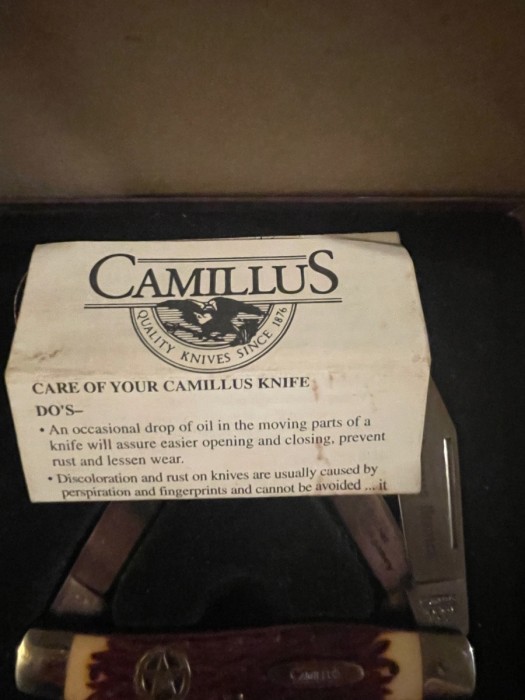 CAMILLUS
QUALITY KNIVES SINCE 1876
CARE OF YOUR CAMILLUS KNIFE
DO'S–
• An occasional drop of oil in the moving parts of a
knife will assure easier opening and closing, prevent
rust and lessen wear.
• Discoloration and rust on knives are usually caused by
perspiration and fingerprints and cannot be avoided ... it
CAMILLUS